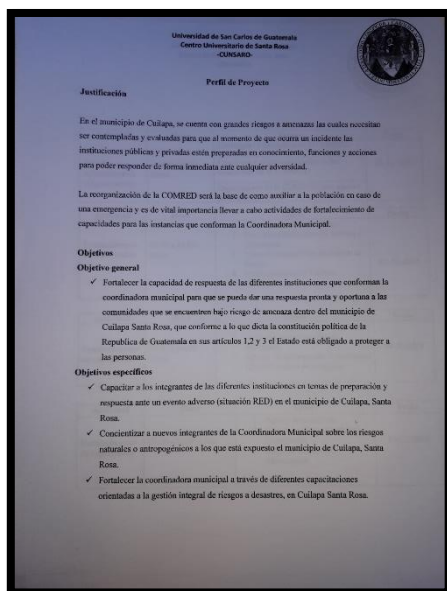 Universidad de San Carlos de Guatemala
Centro Universitario de Santa Rosa
-CUNSARO-
Perfil de Proyecto
Justificación
En el municipio de Cuilapa, se cuenta con grandes riesgos a amenazas las cuales necesitan
ser contempladas y evaluadas para que al momento de que ocurra un incidente las
instituciones públicas y privadas estén preparadas en conocimiento, funciones y acciones
para poder responder de forma inmediata ante cualquier adversidad.
La reorganización de la COMRED será la base de como auxiliar a la población en caso de
una emergencia y es de vital importancia llevar a cabo actividades de fortalecimiento de
capacidades para las instancias que conforman la Coordinadora Municipal.
Objetivos
Objetivo general
✓ Fortalecer la capacidad de respuesta de las diferentes instituciones que conforman la
coordinadora municipal para que se pueda dar una respuesta pronta y oportuna a las
comunidades que se encuentren bajo riesgo de amenaza dentro del municipio de
Cuilapa Santa Rosa, que conforme a lo que dicta la constitución política de la
Republica de Guatemala en sus artículos 1,2 y 3 el Estado está obligado a proteger a
las personas.
Objetivos específicos
✓ Capacitar a los integrantes de las diferentes instituciones en temas de preparación y
respuesta ante un evento adverso (situación RED) en el municipio de Cuilapa, Santa
Rosa.
✓ Concientizar a nuevos integrantes de la Coordinadora Municipal sobre los riesgos
naturales o antropogénicos a los que está expuesto el municipio de Cuilapa, Santa
Rosa.
✓ Fortalecer la coordinadora municipal a través de diferentes capacitaciones
orientadas a la gestión integral de riesgos a desastres, en Cuilapa Santa Rosa.